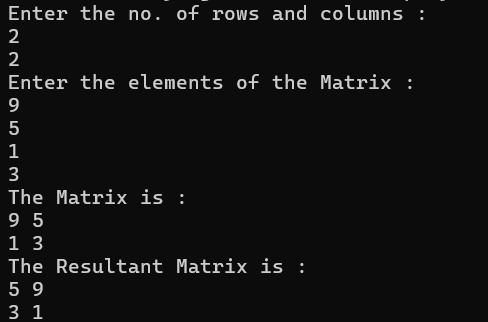 Enter the no. of rows and columns :
2
2
Enter the elements of the Matrix :
9
5
1
3
The Matrix is :
9 5
1 3
The Resultant Matrix is :
5 9
3 1